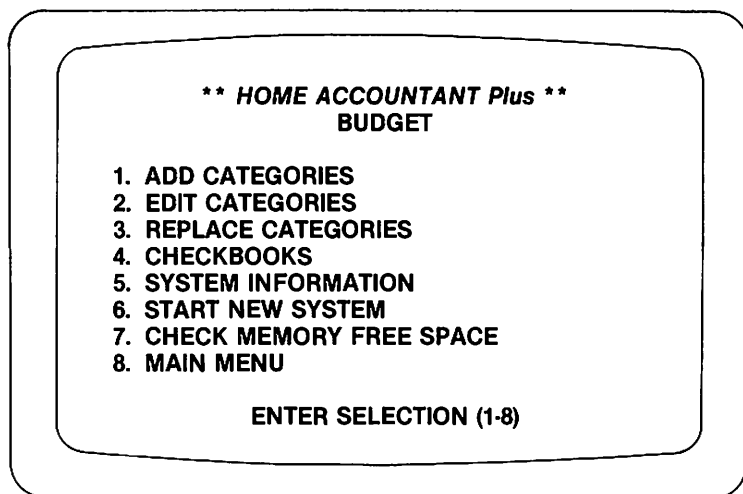 ** HOME ACCOUNTANT Plus **
BUDGET
1. ADD CATEGORIES
2. EDIT CATEGORIES
3. REPLACE CATEGORIES
4. CHECKBOOKS
5. SYSTEM INFORMATION
6. START NEW SYSTEM
7. CHECK MEMORY FREE SPACE
8. MAIN MENU
ENTER SELECTION (1-8)